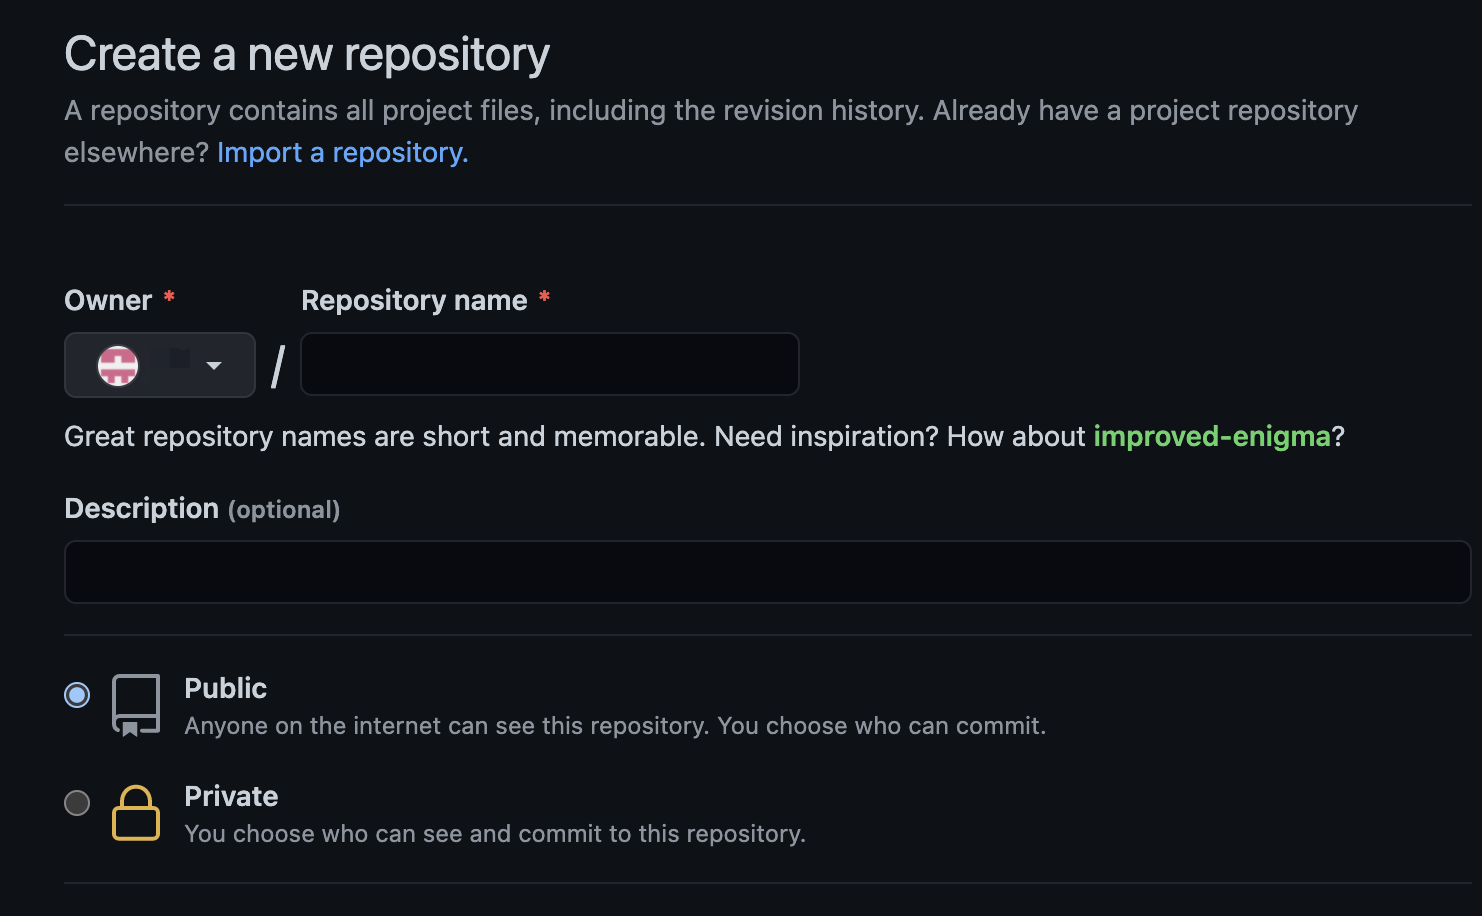 Create a new repository
A repository contains all project files, including the revision history. Already have a project repository
elsewhere? Import a repository.
Owner *
Repository name *
/
Great repository names are short and memorable. Need inspiration? How about improved-enigma?
Description (optional)
Public
Anyone on the internet can see this repository. You choose who can commit.
Private
You choose who can see and commit to this repository.